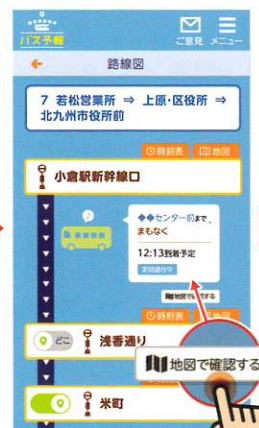 バス予報
ご意見 メニュー
路線図
7 若松営業所 ⇒ 上原・区役所 ⇒
北九州市役所前
時刻表 地図
小倉駅新幹線口
◆◆センター前まで、
まもなく
12:13到着予定
定時運行中
地図で確認する
時刻表 地図
どこ 浅香通り
地図で確認する
米町